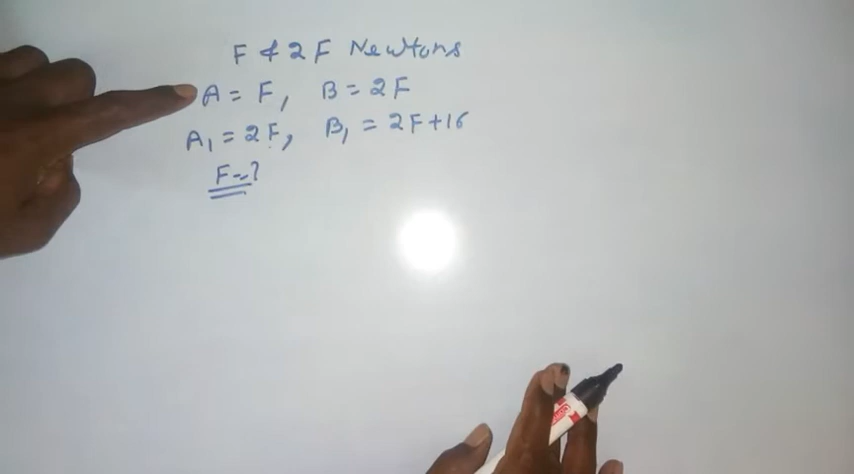 F & 2F Newtons
A = F, B = 2F
A₁ = 2F, B₁ = 2F+16
F=?